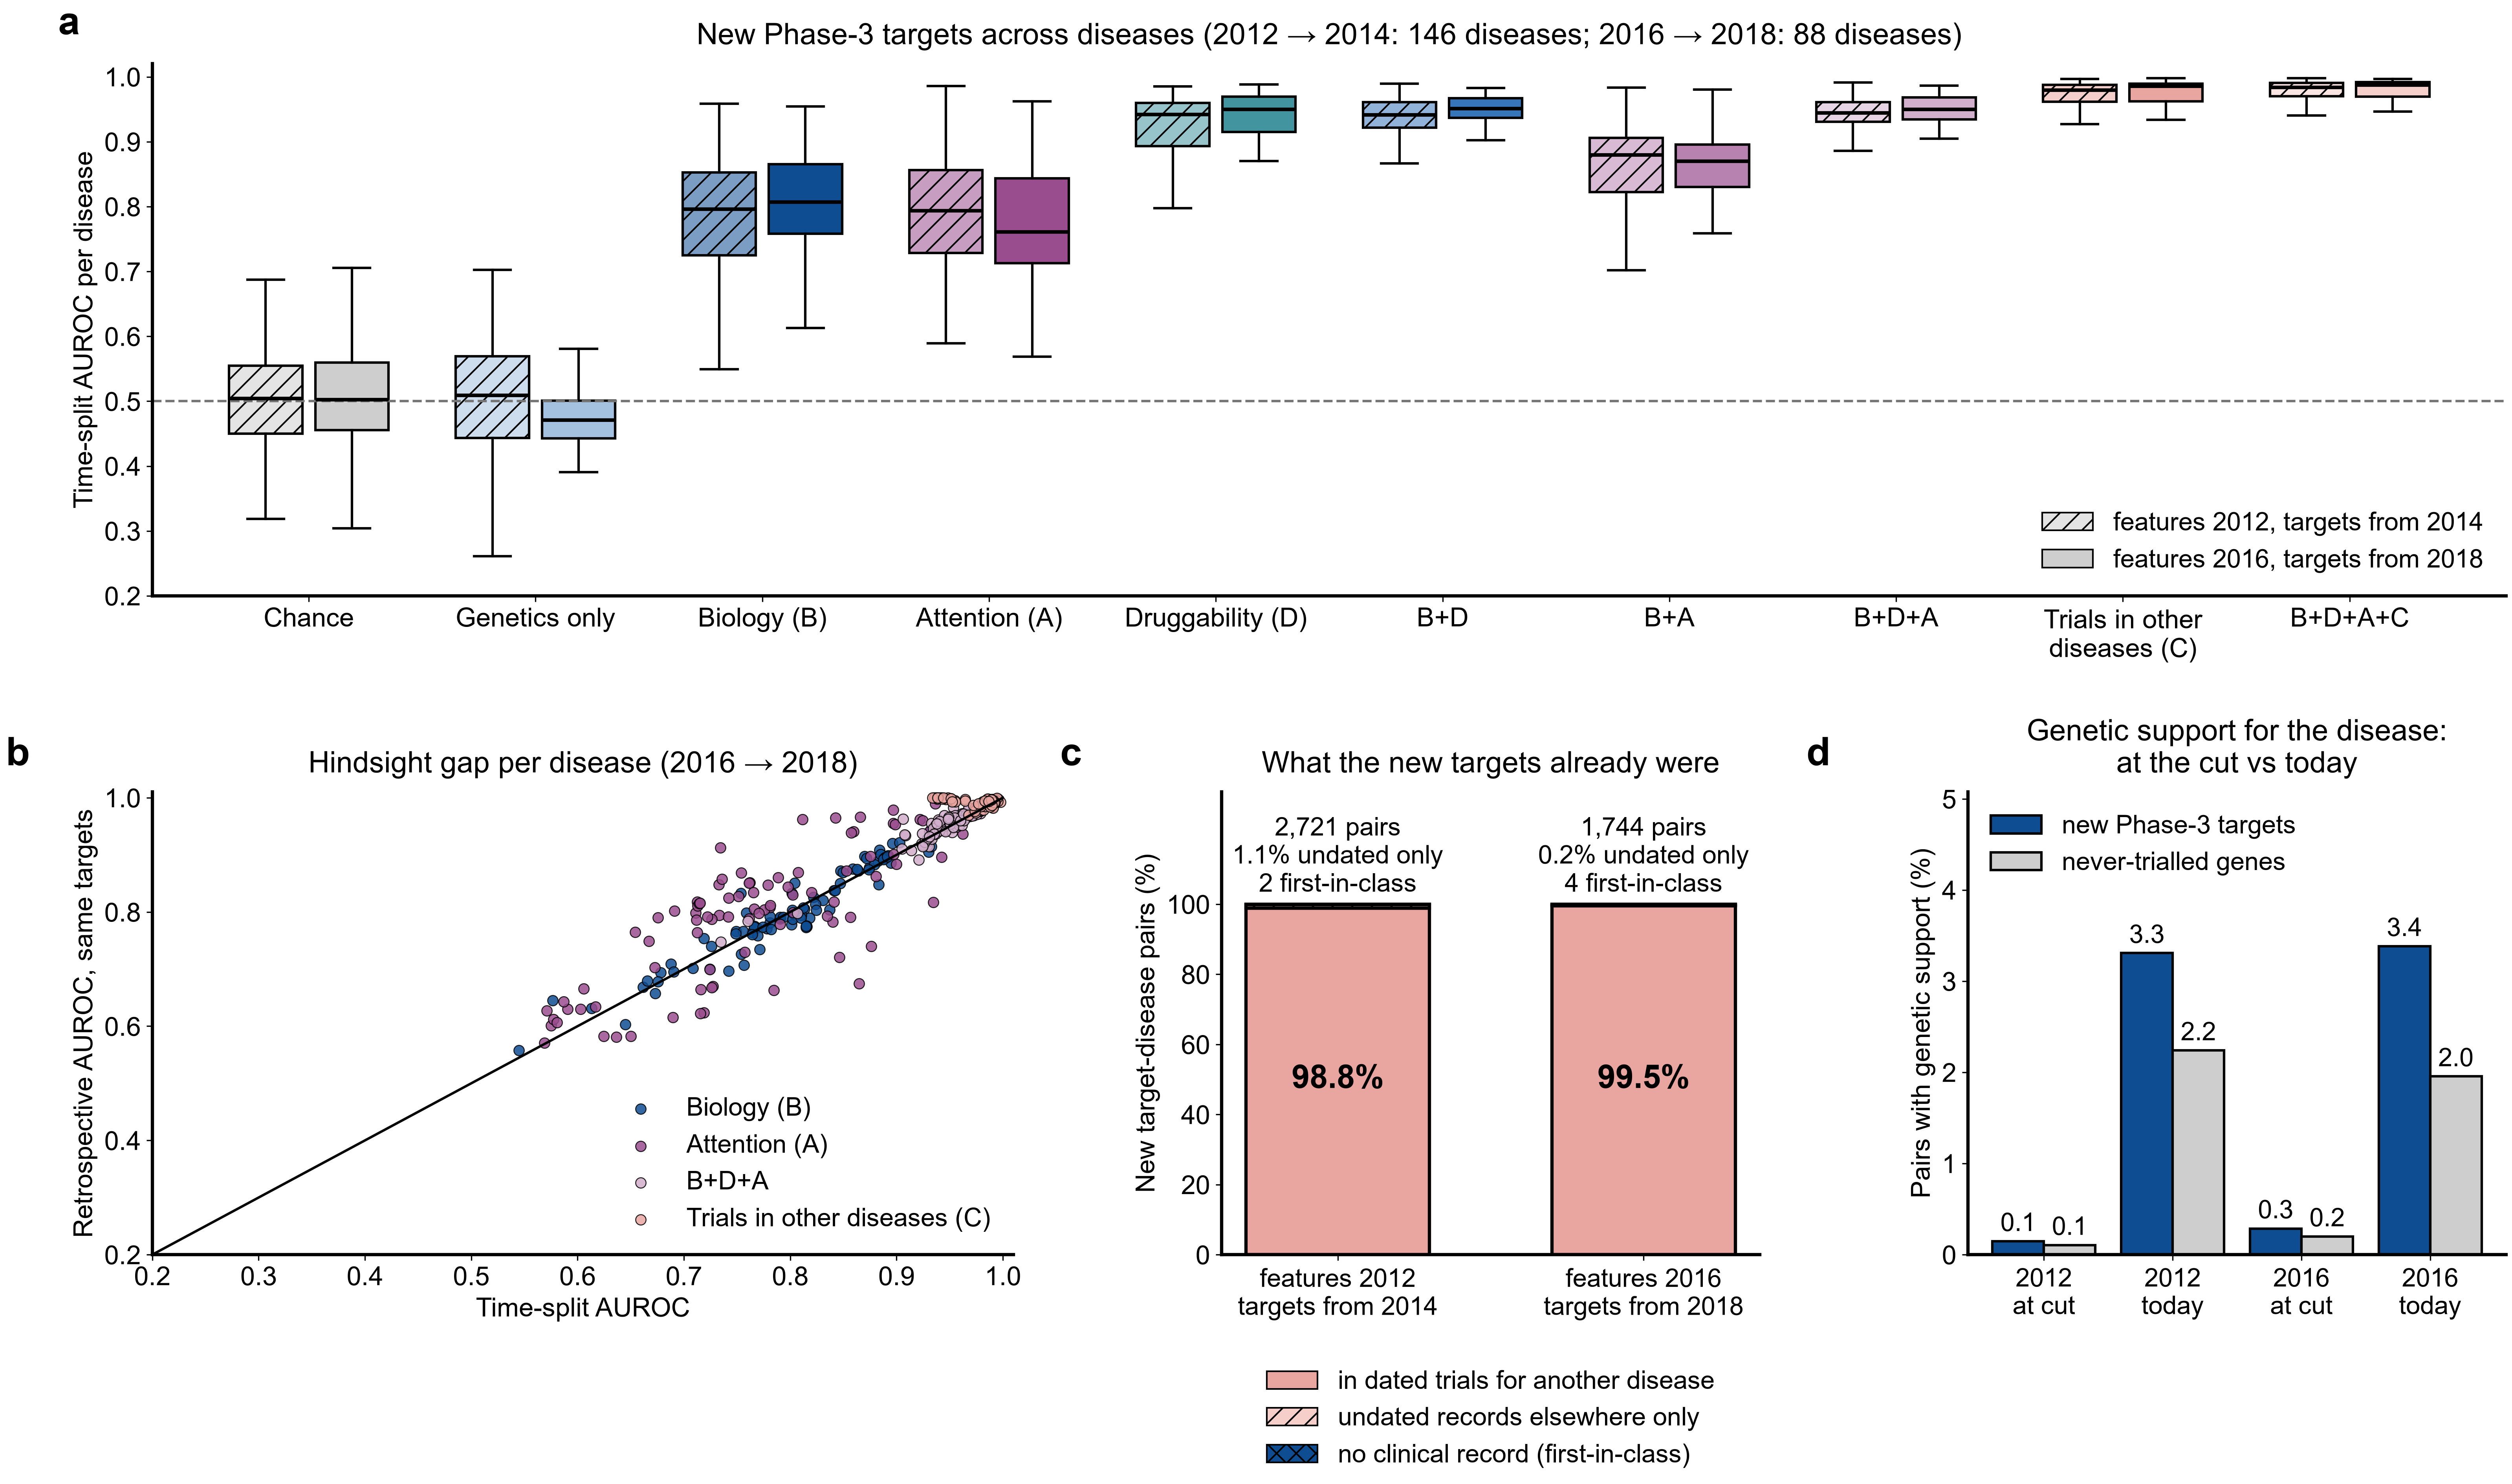 a
New Phase-3 targets across diseases (2012 → 2014: 146 diseases; 2016 → 2018: 88 diseases)
Time-split AUROC per disease
1.0
0.9
0.8
0.7
0.6
0.5
0.4
0.3
0.2
features 2012, targets from 2014
features 2016, targets from 2018
Chance
Genetics only
Biology (B)
Attention (A)
Druggability (D)
B+D
B+A
B+D+A
Trials in other
diseases (C)
B+D+A+C
b
Hindsight gap per disease (2016 → 2018)
Retrospective AUROC, same targets
1.0
0.8
0.6
0.4
0.2
Biology (B)
Attention (A)
B+D+A
Trials in other diseases (C)
0.2
0.3
0.4
0.5
0.6
0.7
0.8
0.9
1.0
Time-split AUROC
c
What the new targets already were
New target-disease pairs (%)
100
80
60
40
20
0
2,721 pairs
1.1% undated only
2 first-in-class
1,744 pairs
0.2% undated only
4 first-in-class
98.8%
99.5%
features 2012
targets from 2014
features 2016
targets from 2018
in dated trials for another disease
undated records elsewhere only
no clinical record (first-in-class)
d
Genetic support for the disease:
at the cut vs today
Pairs with genetic support (%)
5
4
3
2
1
0
new Phase-3 targets
never-trialled genes
0.1
0.1
3.3
2.2
0.3
0.2
3.4
2.0
2012
at cut
2012
today
2016
at cut
2016
today